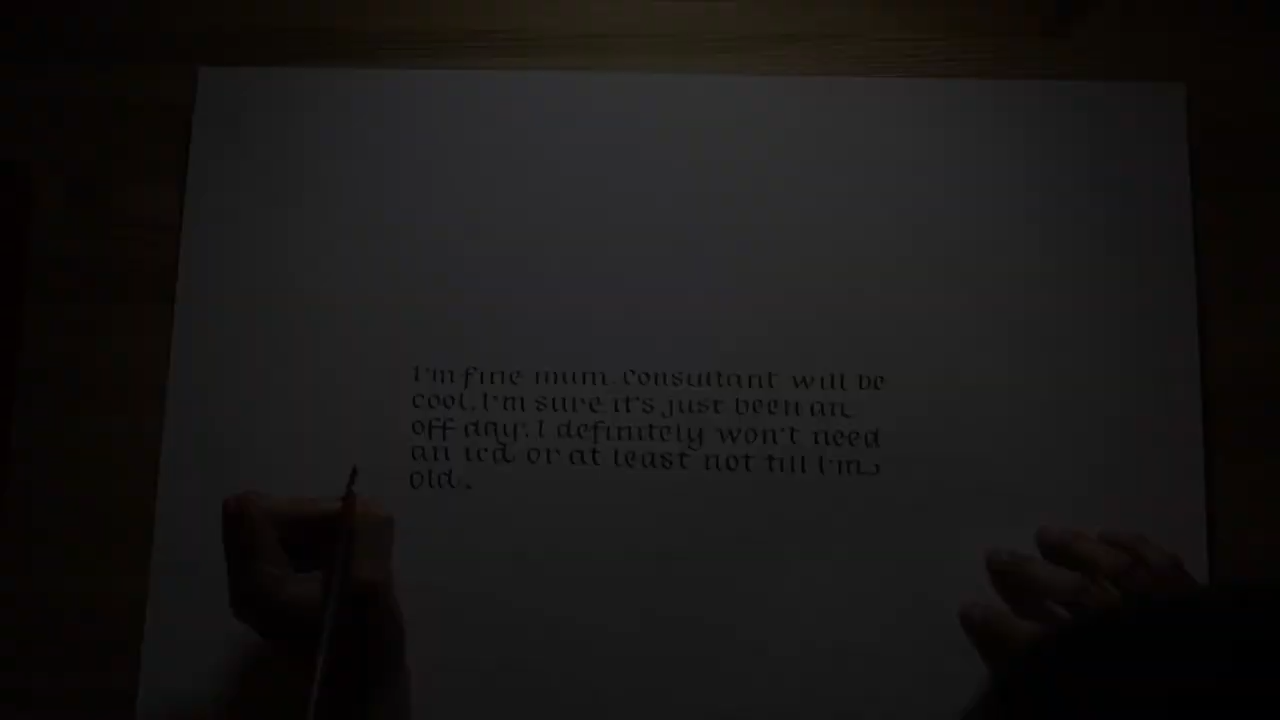 I'm fine mum. Consultant will be
cool. I'm sure it's just been an
off day. I definitely won't need
an icd or at least not till I'm
old.